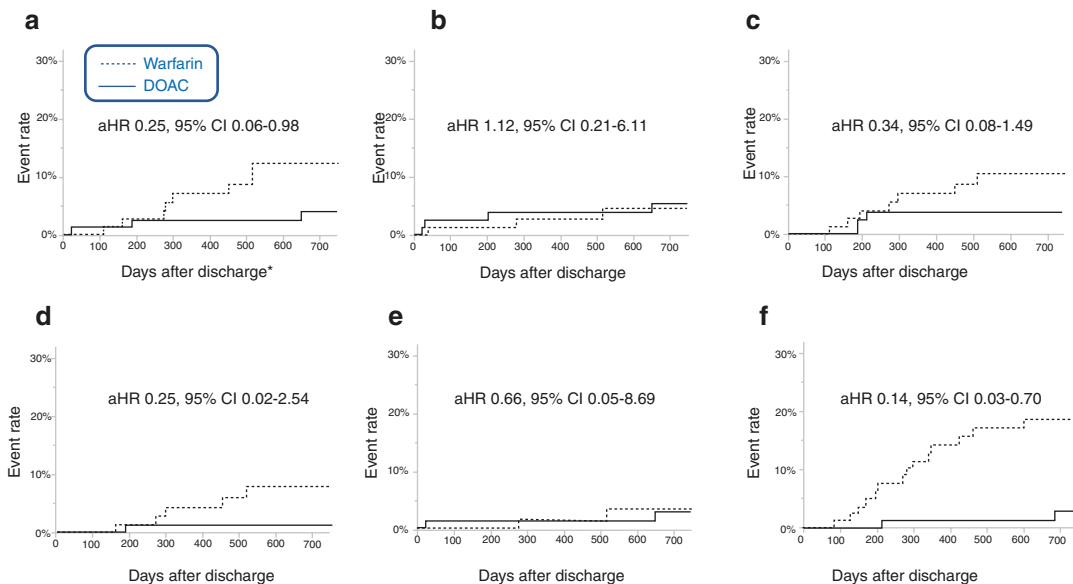 a
30%
20%
10%
0%
Event rate
Warfarin
DOAC
aHR 0.25, 95% CI 0.06-0.98
0 100 200 300 400 500 600 700
Days after discharge*
b
30%
20%
10%
0%
Event rate
aHR 1.12, 95% CI 0.21-6.11
0 100 200 300 400 500 600 700
Days after discharge
c
30%
20%
10%
0%
Event rate
aHR 0.34, 95% CI 0.08-1.49
0 100 200 300 400 500 600 700
Days after discharge
d
30%
20%
10%
0%
Event rate
aHR 0.25, 95% CI 0.02-2.54
0 100 200 300 400 500 600 700
Days after discharge
e
30%
20%
10%
0%
Event rate
aHR 0.66, 95% CI 0.05-8.69
0 100 200 300 400 500 600 700
Days after discharge
f
30%
20%
10%
0%
Event rate
aHR 0.14, 95% CI 0.03-0.70
0 100 200 300 400 500 600 700
Days after discharge